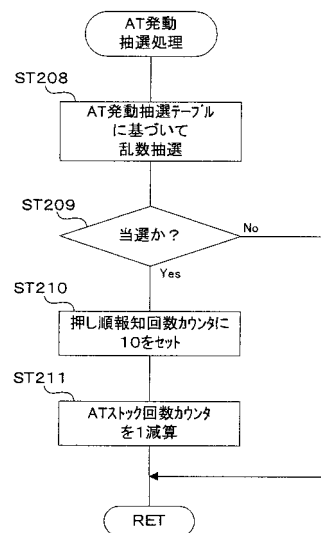 AT発動
抽選処理
ST208
AT発動抽選テーブル
に基づいて
乱数抽選
ST209
当選か？
No
Yes
ST210
押し順報知回数カウンタに
10をセット
ST211
ATストック回数カウンタ
を1減算
RET